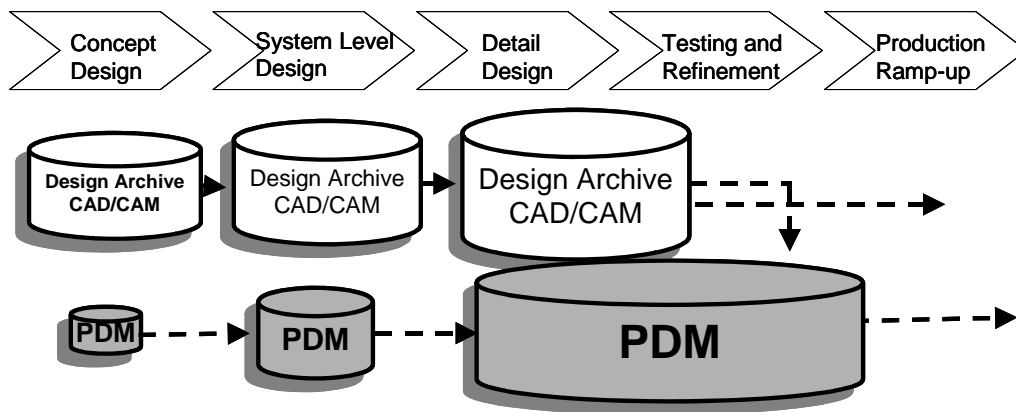 Concept
Design
System Level
Design
Detail
Design
Testing and
Refinement
Production
Ramp-up
Design Archive
CAD/CAM
Design Archive
CAD/CAM
Design Archive
CAD/CAM
PDM
PDM
PDM